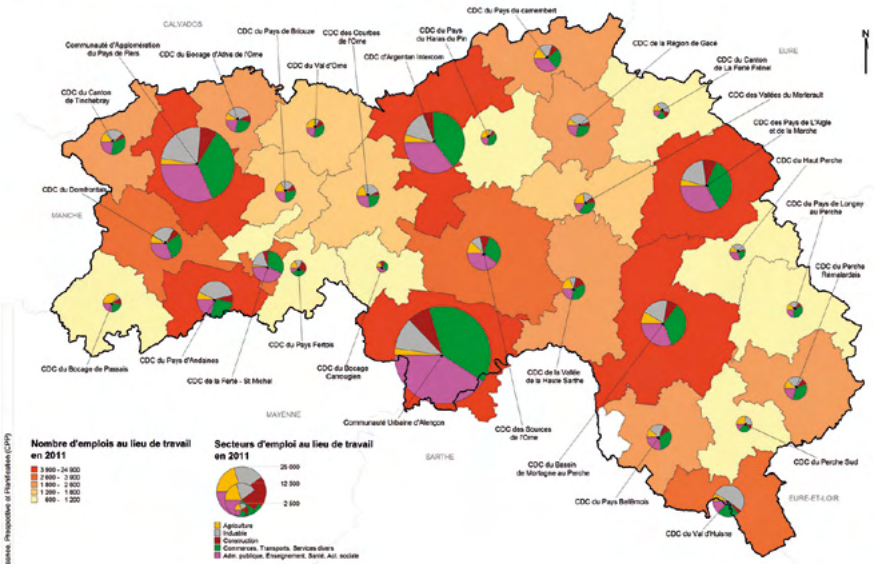 CALVADOS
CDC du Pays du camembert
CDC du Pays de Briouze
CDC des Courbes
de l'Orne
CDC du Pays
du Haras du Pin
CDC de la Région de Gacé
EURE
N
Communauté d'Agglomération
du Pays de Flers
CDC du Bocage d'Athis de l'Orne
CDC du Val d'Orne
CDC d'Argentan Intercom
CDC du Canton
de La Ferté Frênel
CDC du Canton
de Tinchebray
CDC des Vallées du Merlerault
CDC des Pays de L'Aigle
et de la Marche
CDC du Haut Perche
CDC du Domfrontais
CDC du Pays de Longny
au Perche
MANCHE
CDC du Perche
Rémalardais
CDC du Bocage de Passais
CDC du Pays d'Andaines
CDC de la Ferté - St Michel
CDC du Pays Fertois
CDC du Bocage
Carrougien
CDC de la Vallée
de la Haute Sarthe
MAYENNE
Communauté Urbaine d'Alençon
CDC des Sources
de l'Orne
SARTHE
CDC du Bassin
de Mortagne au Perche
CDC du Perche Sud
CDC du Pays Bellêmois
EURE-ET-LOIR
CDC du Val d'Huisne
Nombre d'emplois au lieu de travail
en 2011
3 900 - 24 900
2 600 - 3 900
1 800 - 2 600
1 200 - 1 800
600 - 1 200
Secteurs d'emploi au lieu de travail
en 2011
25 000
12 500
2 500
Agriculture
Industrie
Construction
Commerces, Transports, Services divers
Adm. publique, Enseignement, Santé, Act. sociale
Prospective et Planification (CPP)